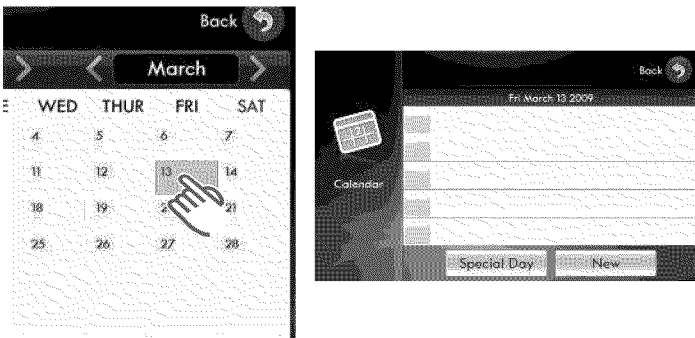 Back
March
E WED THUR FRI SAT
4 5 6 7
11 12 13 14
18 19 2 21
25 26 27 28
Back
Fri March 13 2009
Calendar
Special Day New